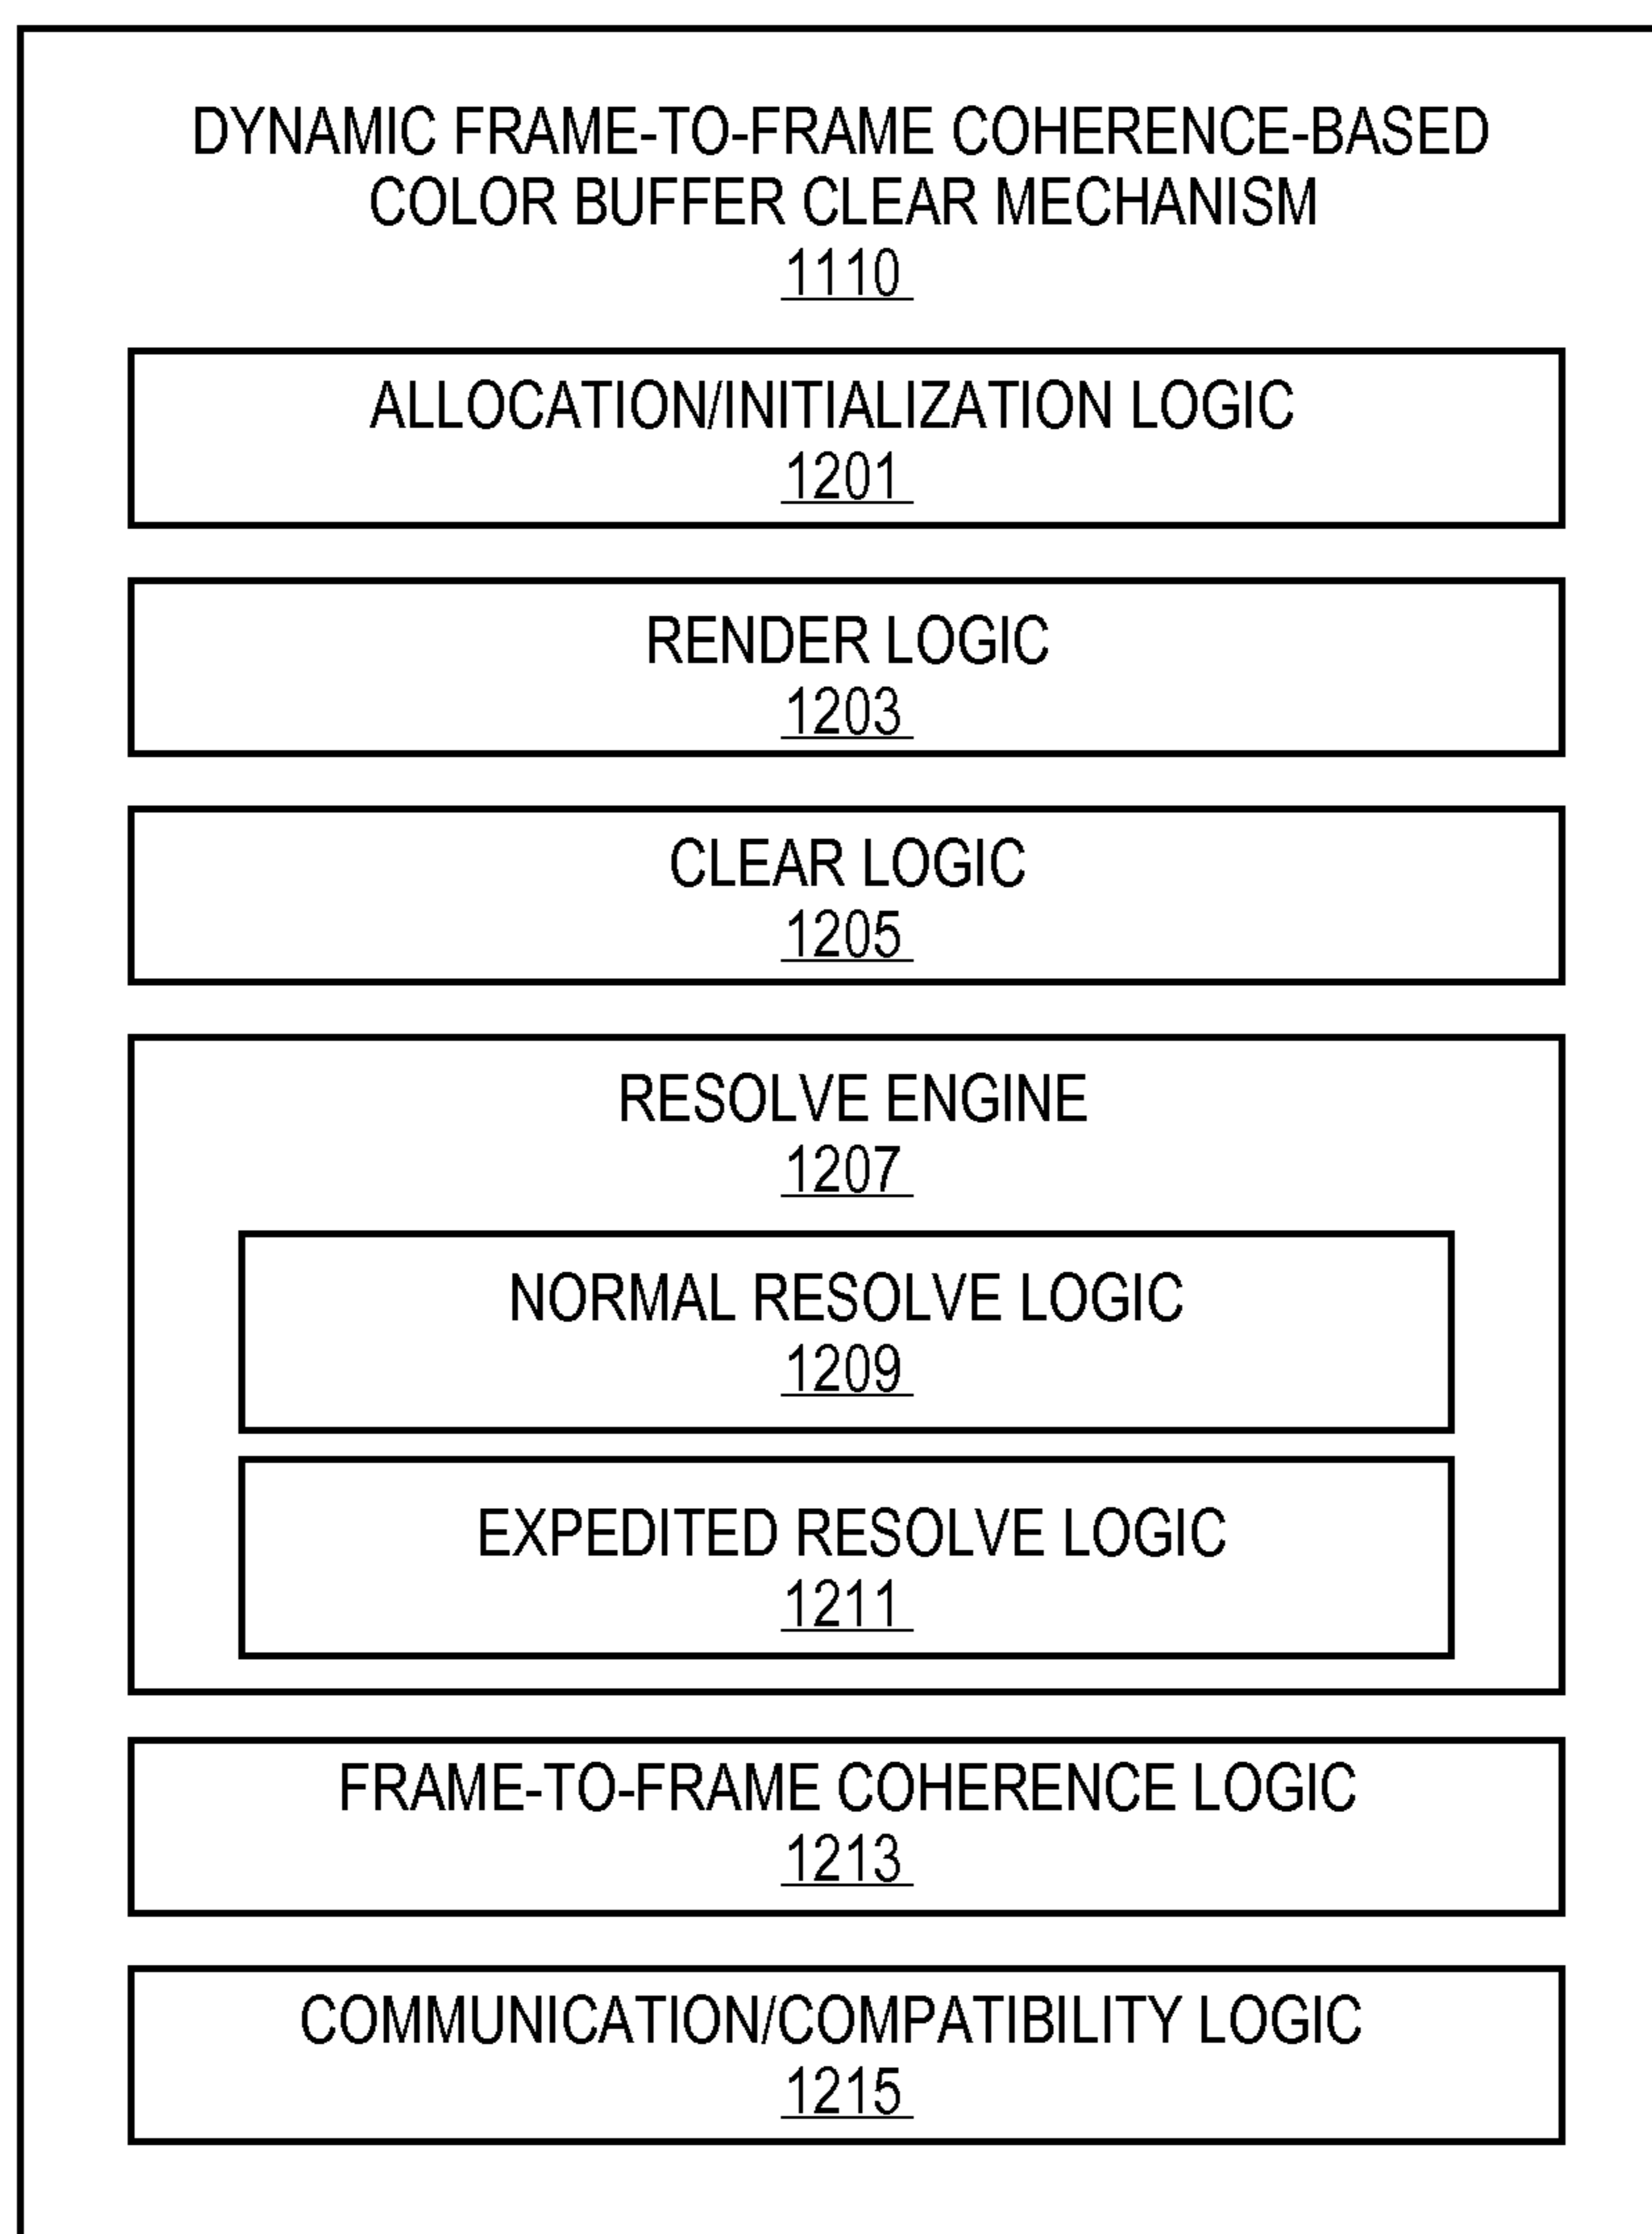 DYNAMIC FRAME-TO-FRAME COHERENCE-BASED
COLOR BUFFER CLEAR MECHANISM
1110
ALLOCATION/INITIALIZATION LOGIC
1201
RENDER LOGIC
1203
CLEAR LOGIC
1205
RESOLVE ENGINE
1207
NORMAL RESOLVE LOGIC
1209
EXPEDITED RESOLVE LOGIC
1211
FRAME-TO-FRAME COHERENCE LOGIC
1213
COMMUNICATION/COMPATIBILITY LOGIC
1215